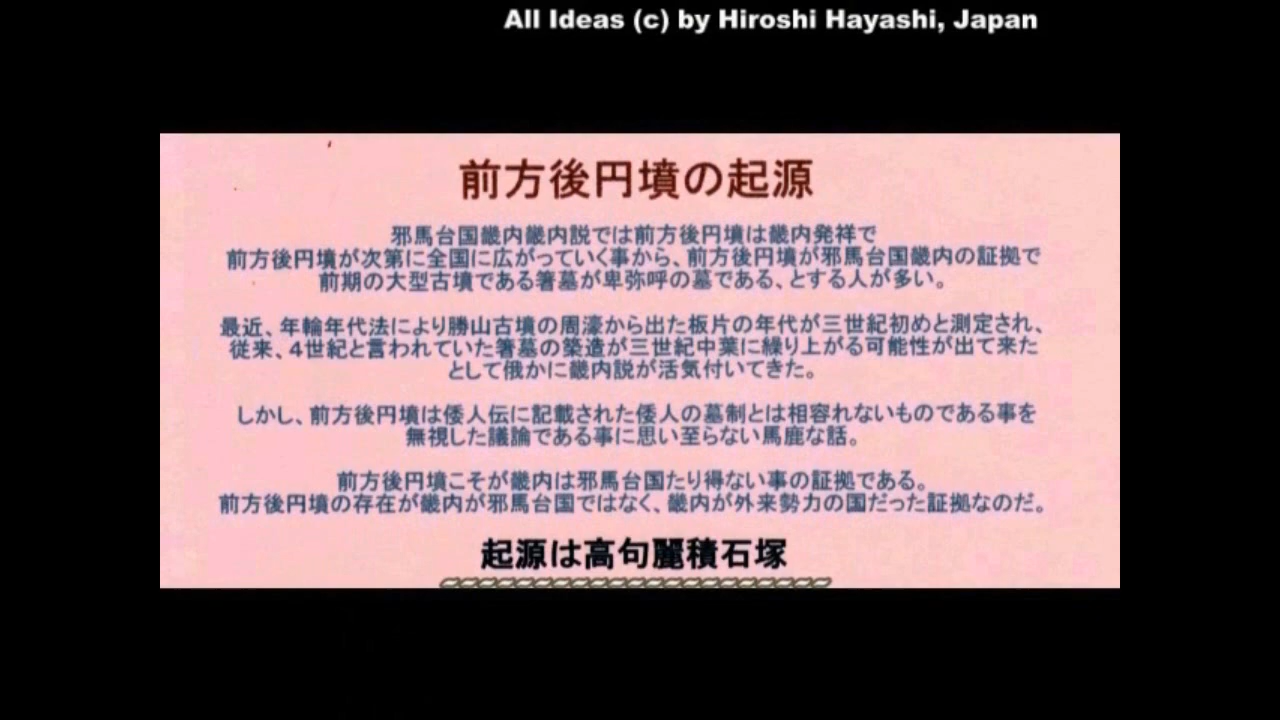 All Ideas (c) by Hiroshi Hayashi, Japan
前方後円墳の起源
邪馬台国畿内畿内説では前方後円墳は畿内発祥で
前方後円墳が次第に全国に広がっていく事から、前方後円墳が邪馬台国畿内の証拠で
前期の大型古墳である箸墓が卑弥呼の墓である、とする人が多い。
最近、年輪年代法により勝山古墳の周濠から出た板片の年代が三世紀初めと測定され、
従来、4世紀と言われていた箸墓の築造が三世紀中葉に繰り上がる可能性が出て来た
として俄かに畿内説が活気付いてきた。
しかし、前方後円墳は倭人伝に記載された倭人の墓制とは相容れないものである事を
無視した議論である事に思い至らない馬鹿な話。
前方後円墳こそが畿内は邪馬台国たり得ない事の証拠である。
前方後円墳の存在が畿内が邪馬台国ではなく、畿内が外来勢力の国だった証拠なのだ。
起源は高句麗積石塚